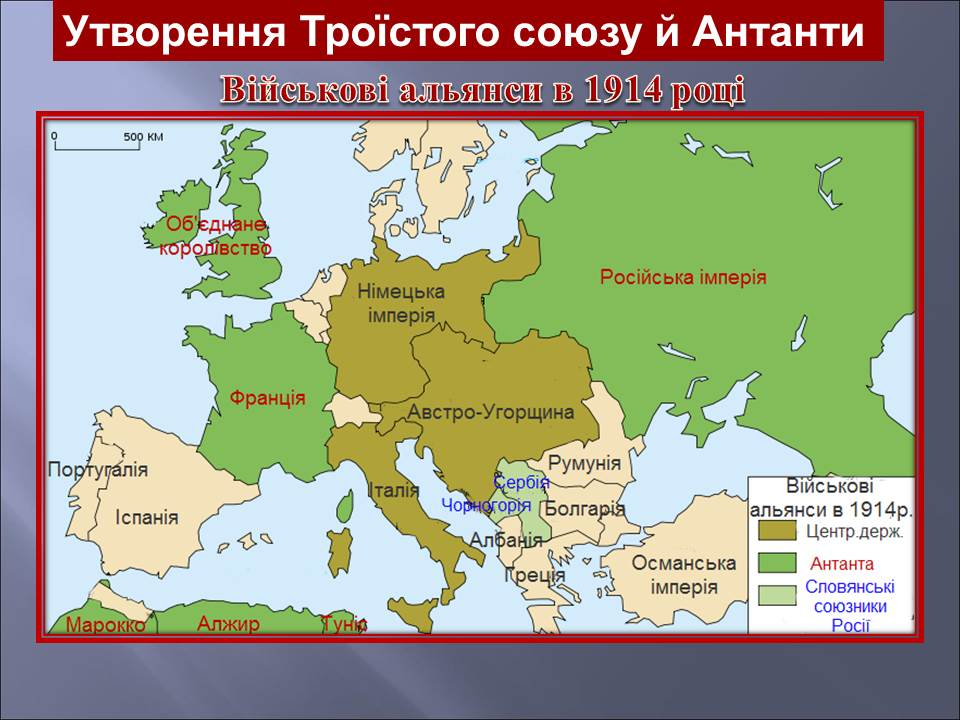 Утворення Троїстого союзу й Антанти
Військові альянси в 1914 році
0 500 КМ
Об'єднане
королівство
Російська імперія
Німецька
імперія
Франція
Австро-Угорщина
Португалія
Іспанія
Італія
Румунія
Сербія
Чорногорія
Болгарія
Албанія
Греція
Османська
імперія
Марокко
Алжир
Туніс
Військові
альянси в 1914р.
Центр.держ.
Антанта
Словянські
союзники
Росії